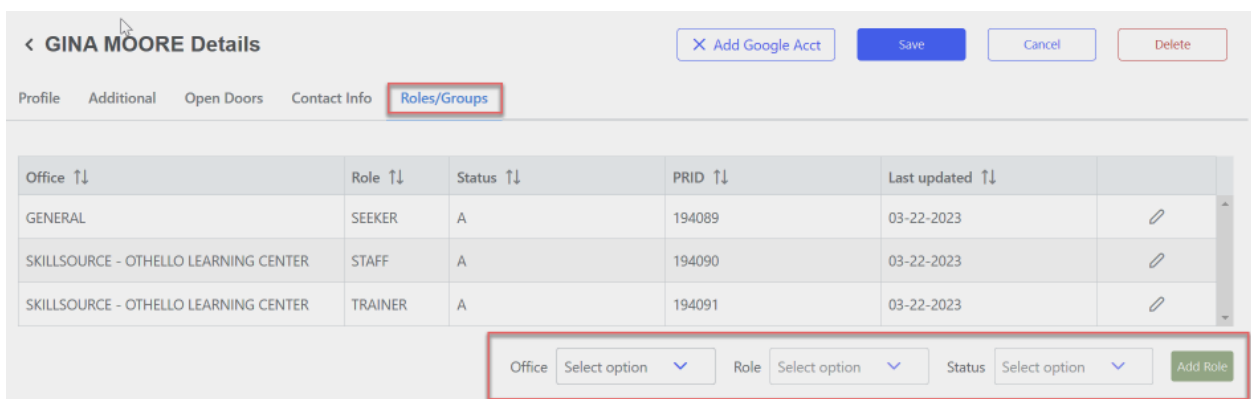 GINA MOORE Details
Add Google Acct Save Cancel Delete
Profile Additional Open Doors Contact Info Roles/Groups
Office Role Status PRID Last updated
GENERAL SEEKER A 194089 03-22-2023
SKILLSOURCE - OTHELLO LEARNING CENTER STAFF A 194090 03-22-2023
SKILLSOURCE - OTHELLO LEARNING CENTER TRAINER A 194091 03-22-2023
Office Select option Role Select option Status Select option Add Role